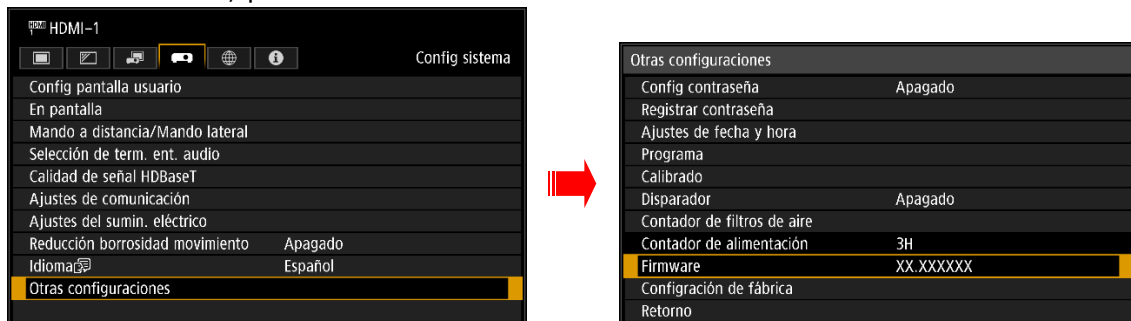 HDMI-1
Config sistema
Config pantalla usuario
En pantalla
Mando a distancia/Mando lateral
Selección de term. ent. audio
Calidad de señal HDBaseT
Ajustes de comunicación
Ajustes del sumin. eléctrico
Reducción borrosidad movimiento Apagado
Idioma Español
Otras configuraciones
Otras configuraciones
Config contraseña Apagado
Registrar contraseña
Ajustes de fecha y hora
Programa
Calibrado
Disparador Apagado
Contador de filtros de aire
Contador de alimentación 3H
Firmware XX.XXXXXX
Configración de fábrica
Retorno